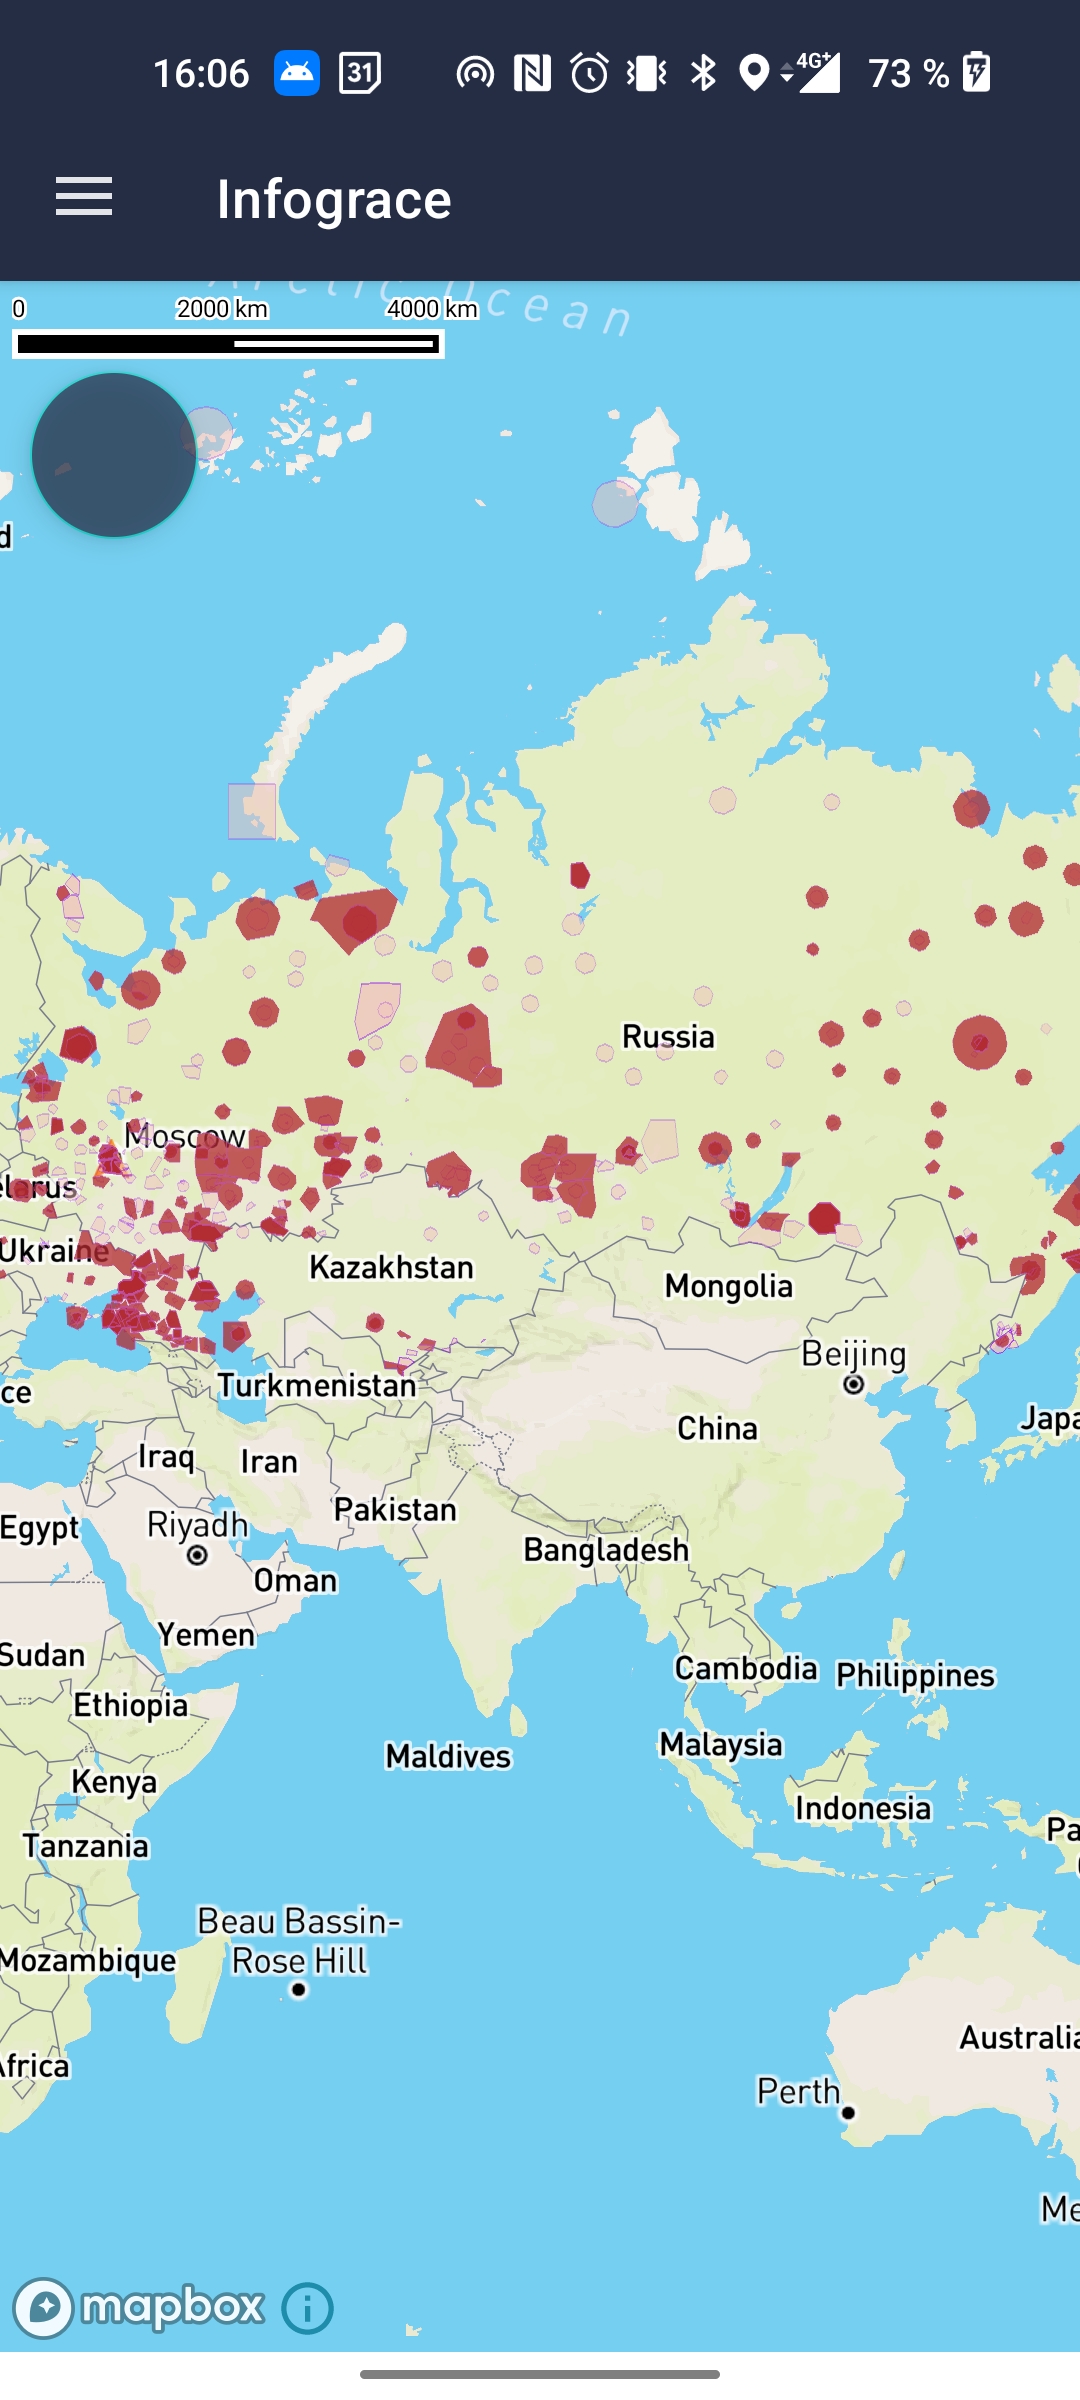 16:06
31
4G+
73 %
Infograce
Arctic Ocean
0 2000 km 4000 km
d
Russia
Moscow
elarus
Ukraine
Kazakhstan
Mongolia
Beijing
ce
Turkmenistan
China
Japa
Iraq
Iran
Pakistan
Egypt
Riyadh
Bangladesh
Oman
Yemen
Sudan
Cambodia
Philippines
Ethiopia
Malaysia
Maldives
Kenya
Indonesia
Pa
Tanzania
Beau Bassin-
Rose Hill
Mozambique
Australia
Africa
Perth
Me
mapbox